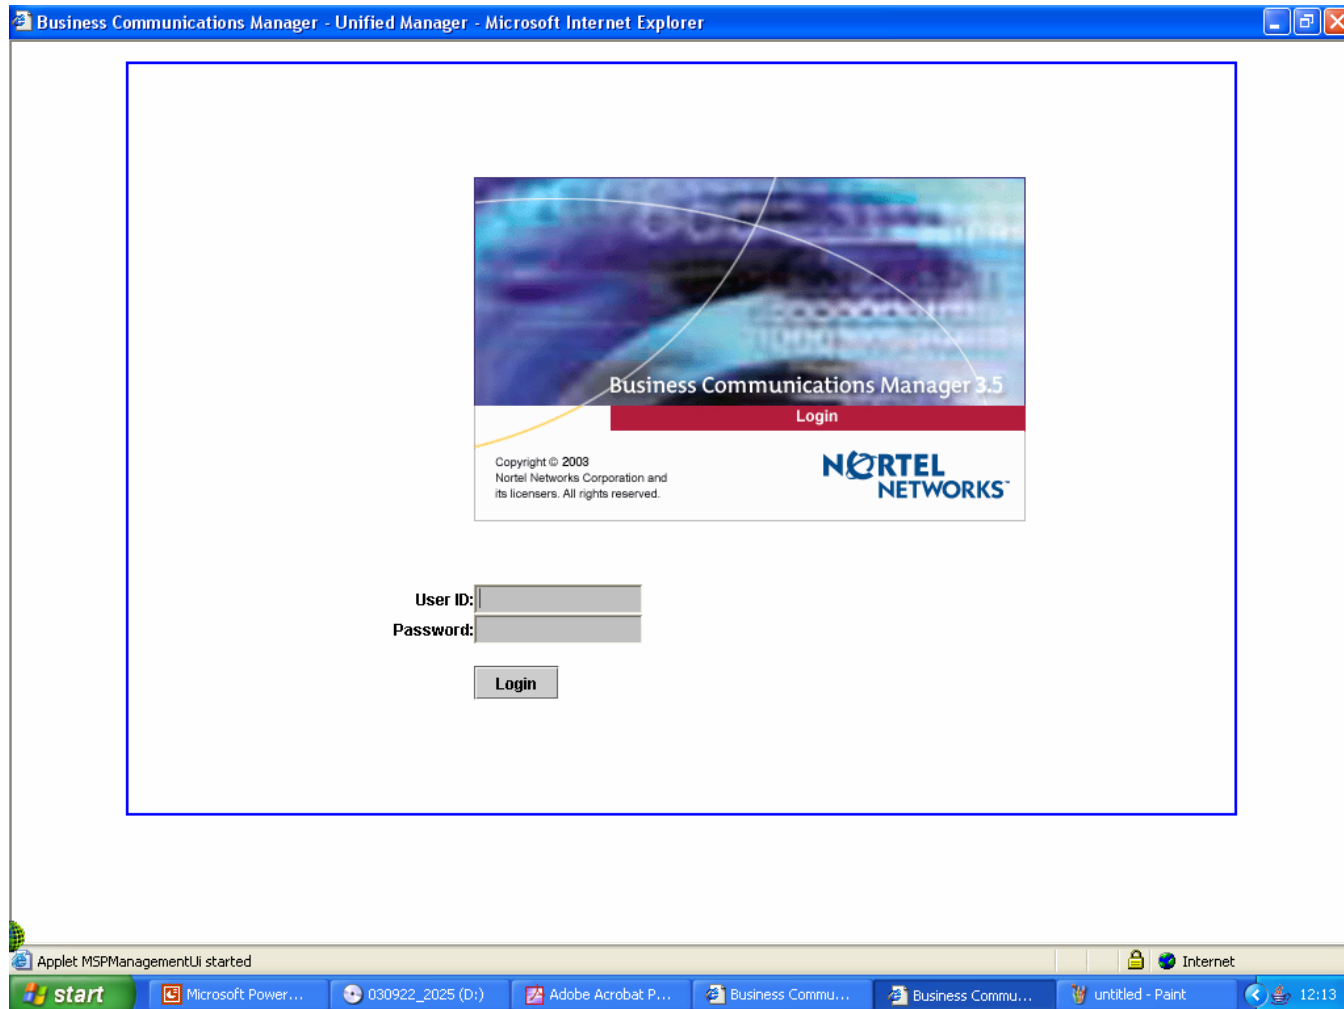 Business Communications Manager - Unified Manager - Microsoft Internet Explorer
Business Communications Manager 3.5
Login
Copyright © 2003
Nortel Networks Corporation and
its licensers. All rights reserved.
NORTEL
NETWORKS™
User ID:
Password:
Login
Applet MSPManagementUi started
Internet
start
Microsoft Power...
030922_2025 (D:)
Adobe Acrobat P...
Business Commu...
Business Commu...
untitled - Paint
12:13